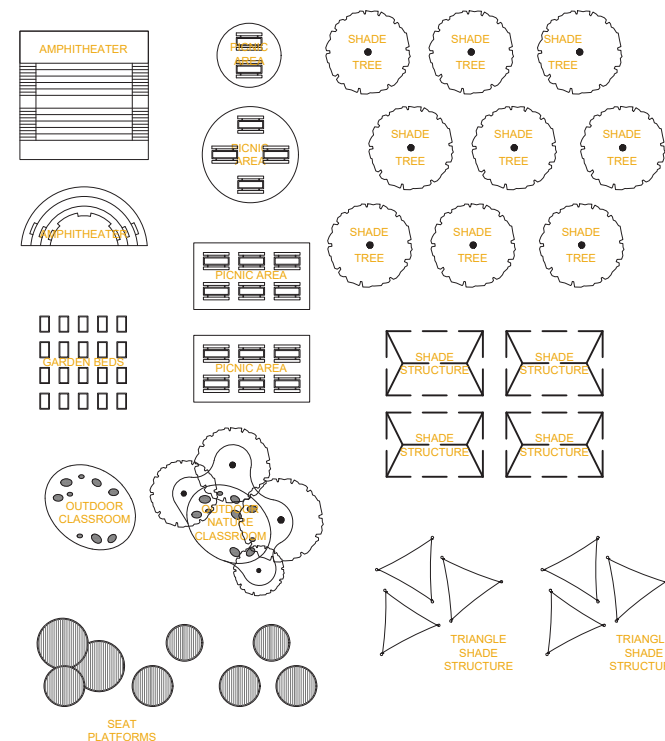 AMPHITHEATER
PICNIC
AREA
SHADE
TREE
SHADE
TREE
SHADE
TREE
PICNIC
AREA
SHADE
TREE
SHADE
TREE
SHADE
TREE
AMPHITHEATER
SHADE
TREE
SHADE
TREE
SHADE
TREE
PICNIC AREA
GARDEN BEDS
PICNIC AREA
SHADE
STRUCTURE
SHADE
STRUCTURE
SHADE
STRUCTURE
SHADE
STRUCTURE
OUTDOOR
CLASSROOM
OUTDOOR
NATURE
CLASSROOM
TRIANGLE
SHADE
STRUCTURE
TRIANGL
SHADE
STRUCTU
SEAT
PLATFORMS